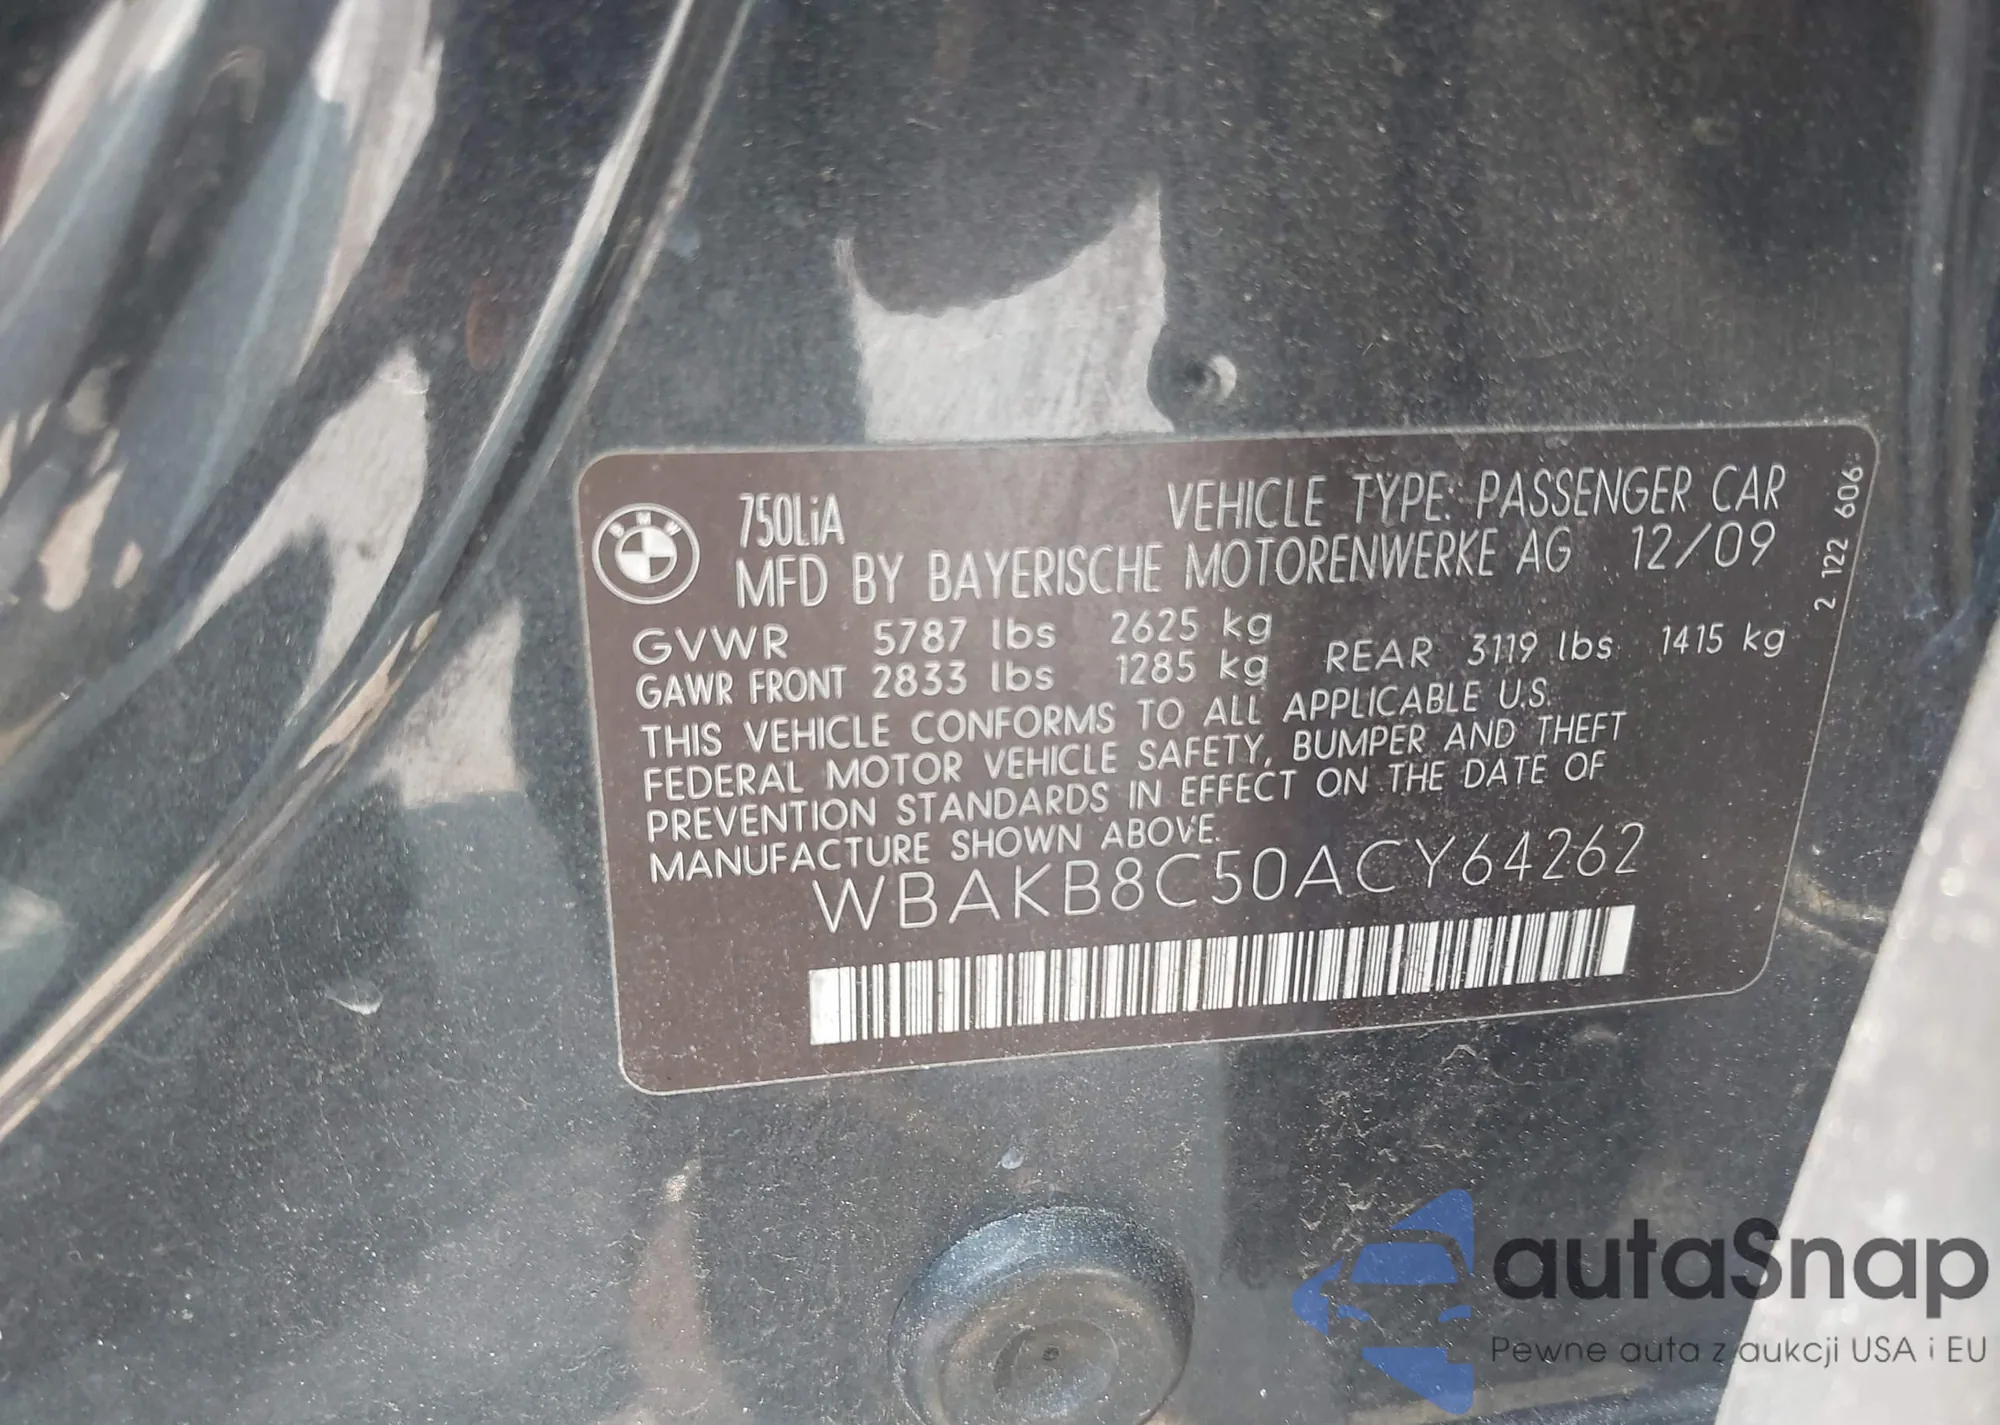 BMW
750LiA
VEHICLE TYPE: PASSENGER CAR
MFD BY BAYERISCHE MOTORENWERKE AG 12/09
GVWR 5787 lbs 2625 kg
GAWR FRONT 2833 lbs 1285 kg REAR 3119 lbs 1415 kg
THIS VEHICLE CONFORMS TO ALL APPLICABLE U.S.
FEDERAL MOTOR VEHICLE SAFETY, BUMPER AND THEFT
PREVENTION STANDARDS IN EFFECT ON THE DATE OF
MANUFACTURE SHOWN ABOVE.
WBAKB8C50ACY64262
2 122 606
autaSnap
Pewne auta z aukcji USA i EU